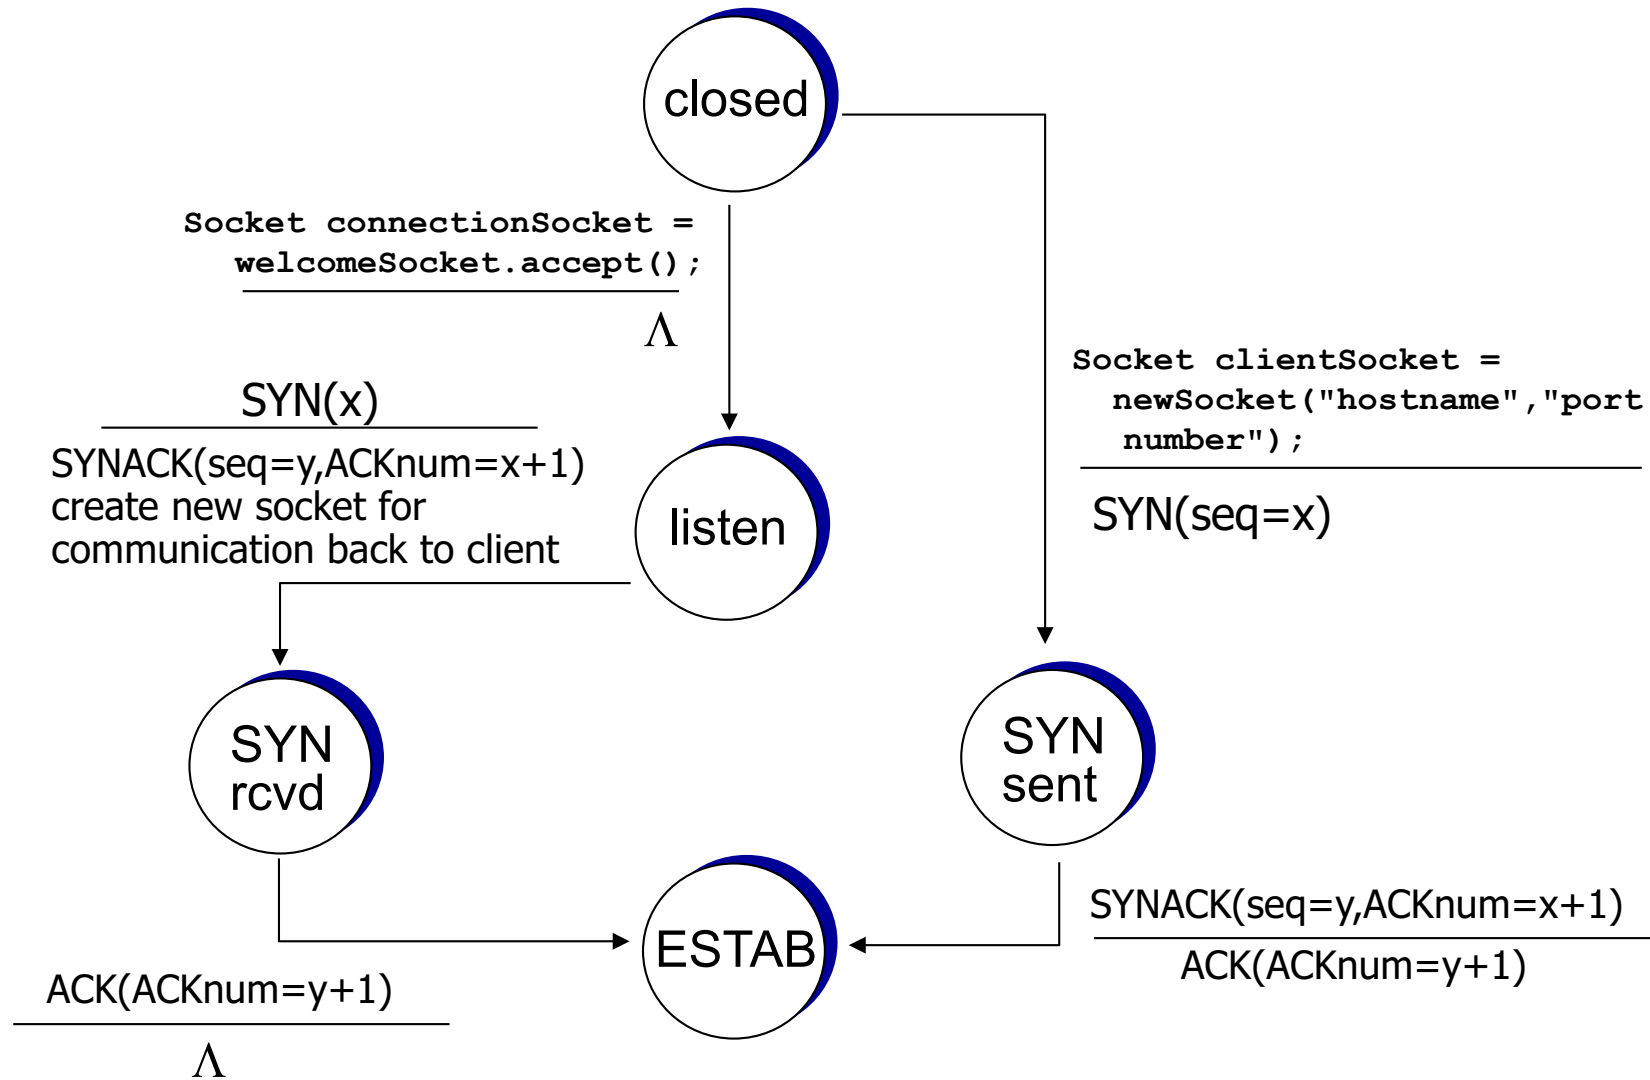 closed
Socket connectionSocket =
welcomeSocket.accept();
Λ
SYN(x)
SYNACK(seq=y,ACKnum=x+1)
create new socket for
communication back to client
listen
Socket clientSocket =
newSocket("hostname","port
number");
SYN(seq=x)
SYN
rcvd
SYN
sent
ESTAB
SYNACK(seq=y,ACKnum=x+1)
ACK(ACKnum=y+1)
ACK(ACKnum=y+1)
Λ